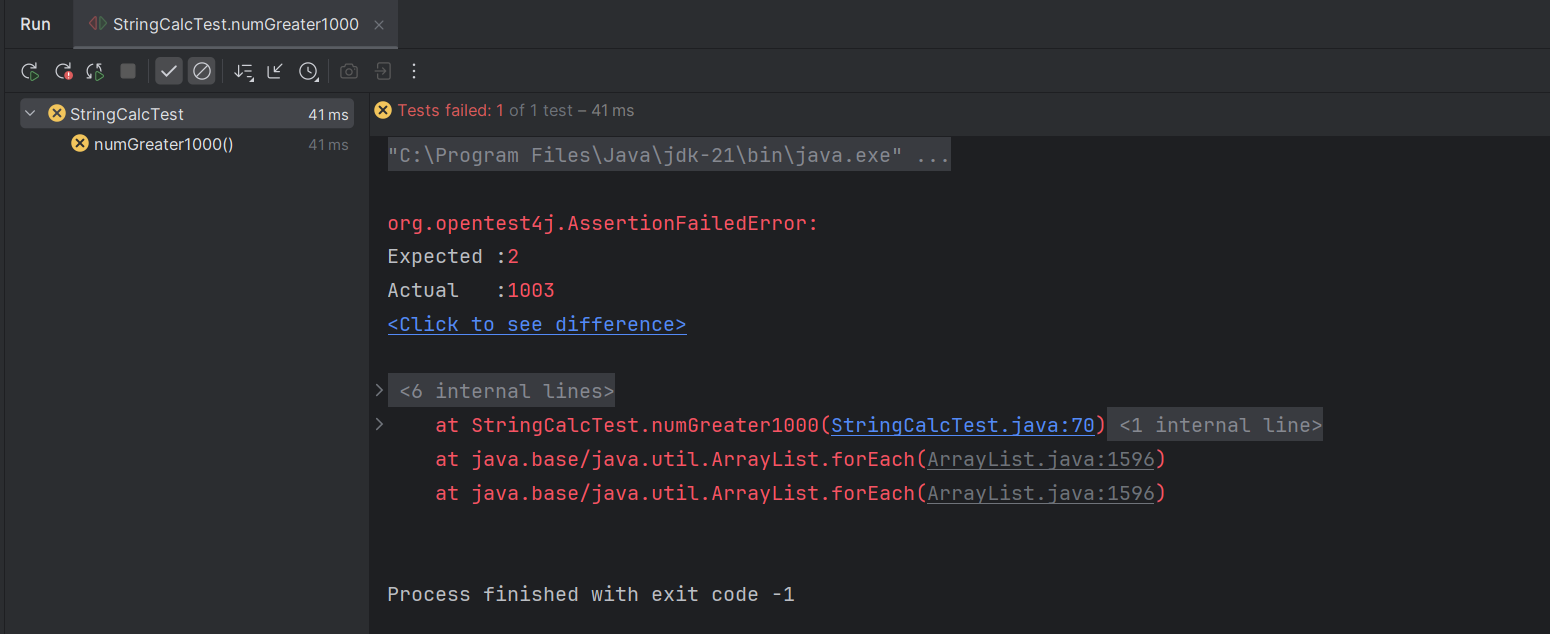 Run StringCalcTest.numGreater1000
StringCalcTest 41 ms
numGreater1000() 41 ms
Tests failed: 1 of 1 test – 41 ms
"C:\Program Files\Java\jdk-21\bin\java.exe" ...
org.opentest4j.AssertionFailedError:
Expected :2
Actual   :1003
<Click to see difference>
<6 internal lines>
at StringCalcTest.numGreater1000(StringCalcTest.java:70) <1 internal line>
at java.base/java.util.ArrayList.forEach(ArrayList.java:1596)
at java.base/java.util.ArrayList.forEach(ArrayList.java:1596)
Process finished with exit code -1